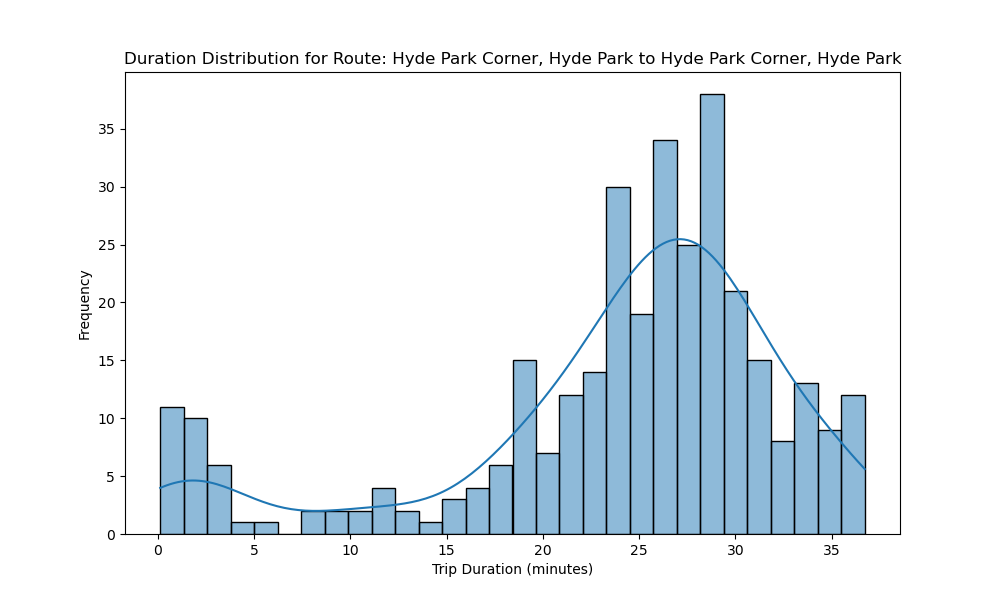 Duration Distribution for Route: Hyde Park Corner, Hyde Park to Hyde Park Corner, Hyde Park
35
30
25
20
15
10
5
0
Frequency
0 5 10 15 20 25 30 35
Trip Duration (minutes)